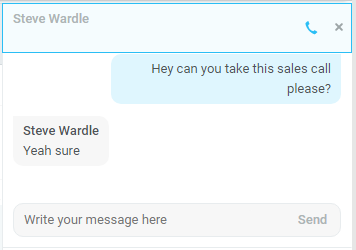 Steve Wardle
Hey can you take this sales call
please?
Steve Wardle
Yeah sure
Write your message here
Send